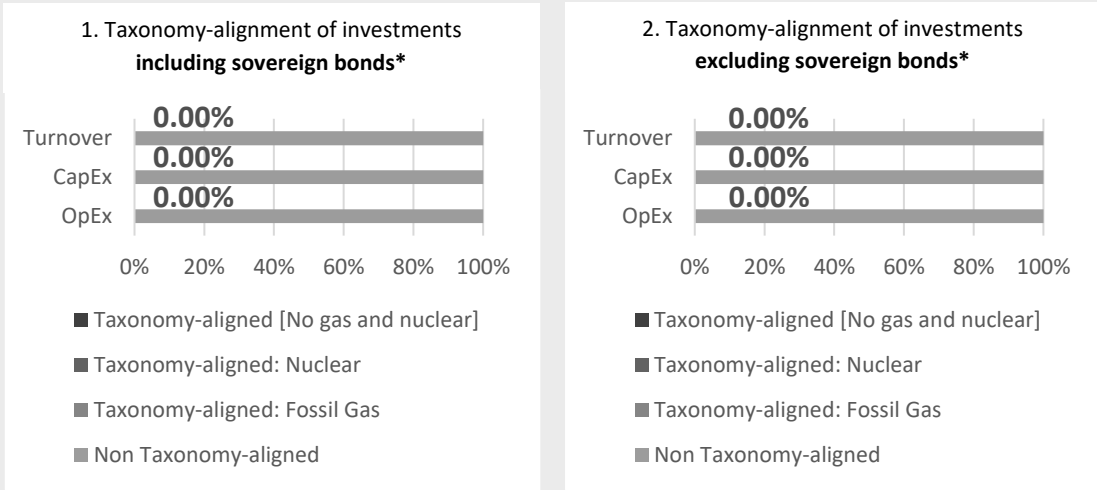 1. Taxonomy-alignment of investments
including sovereign bonds*
0.00%
Turnover
0.00%
CapEx
0.00%
OpEx
0% 20% 40% 60% 80% 100%
Taxonomy-aligned [No gas and nuclear]
Taxonomy-aligned: Nuclear
Taxonomy-aligned: Fossil Gas
Non Taxonomy-aligned
2. Taxonomy-alignment of investments
excluding sovereign bonds*
0.00%
Turnover
0.00%
CapEx
0.00%
OpEx
0% 20% 40% 60% 80% 100%
Taxonomy-aligned [No gas and nuclear]
Taxonomy-aligned: Nuclear
Taxonomy-aligned: Fossil Gas
Non Taxonomy-aligned